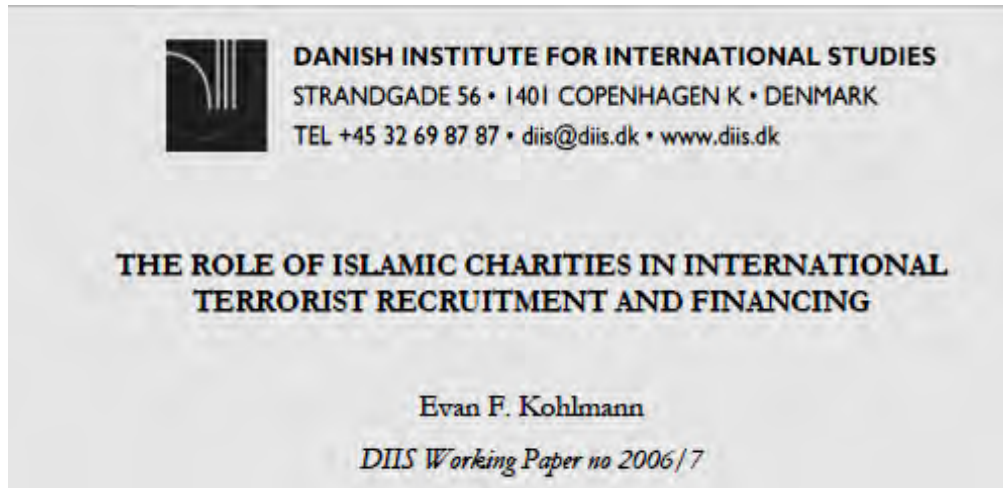 DANISH INSTITUTE FOR INTERNATIONAL STUDIES
STRANDGADE 56 • 1401 COPENHAGEN K • DENMARK
TEL +45 32 69 87 87 • diis@diis.dk • www.diis.dk
THE ROLE OF ISLAMIC CHARITIES IN INTERNATIONAL
TERRORIST RECRUITMENT AND FINANCING
Evan F. Kohlmann
DIIS Working Paper no 2006/7